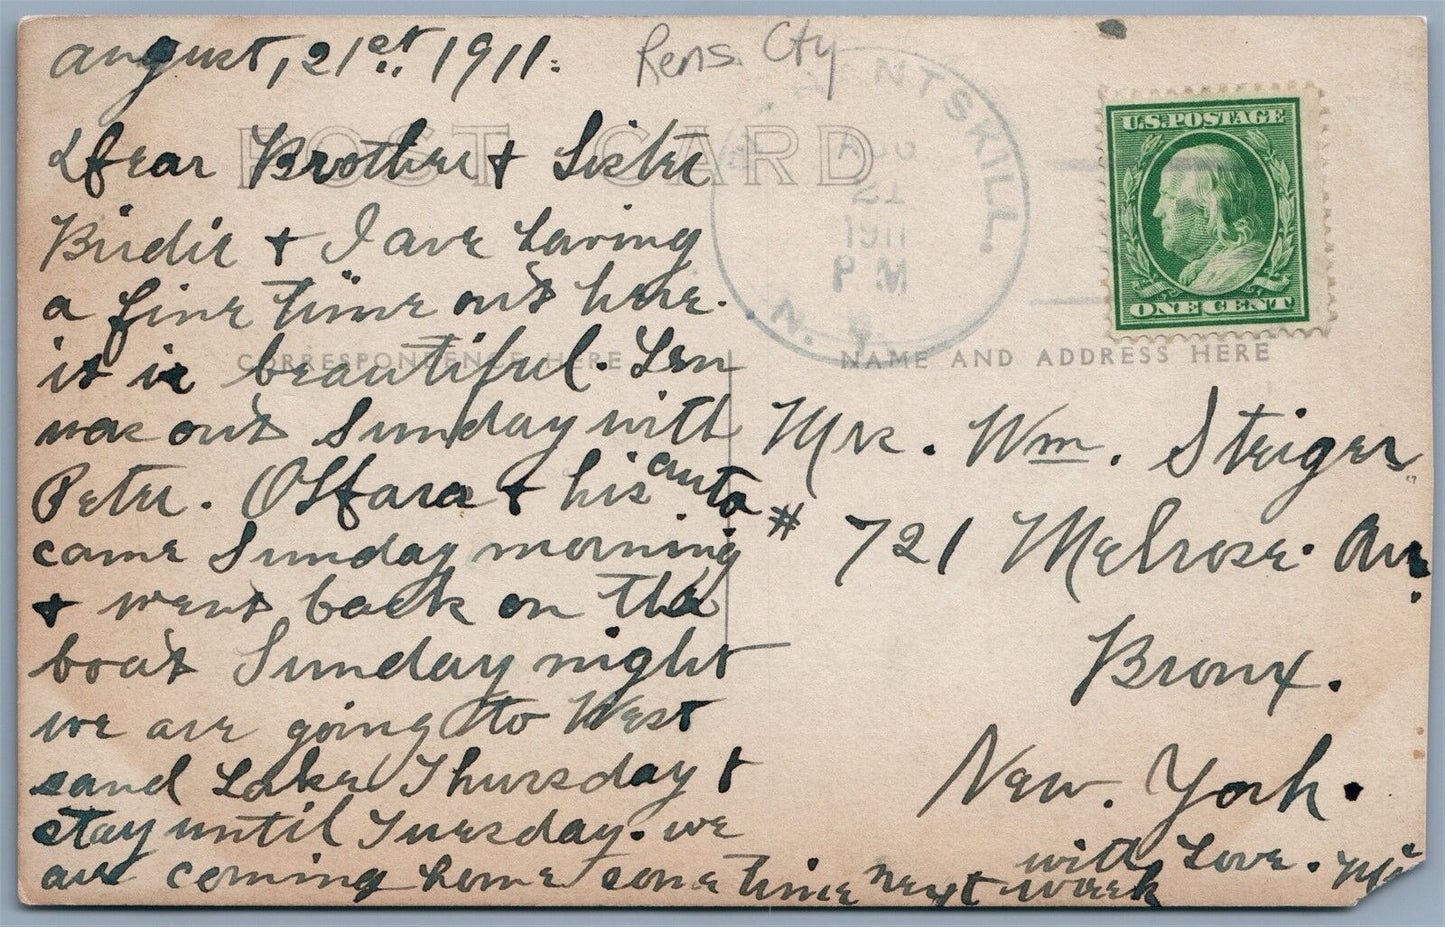 august, 21st. 1911.
Rens. Cty
POST CARD
U.S. POSTAGE
ONE CENT
AUG
21
1911
P.M
N.
CORRESPONDENCE HERE
NAME AND ADDRESS HERE
Dear Brother & Sister
Birdie & I are having
a fine time out here.
it is beautiful. Len
was out Sunday with
Peter. & his auto
came Sunday morning
& went back on the
boat Sunday night
we are going to West
sand Lake Thursday &
stay until Tuesday. we
are coming home some time next week
with Love.
Mr. Wm. Steiger
# 721 Melrose. Av.
Bronx.
New. York.